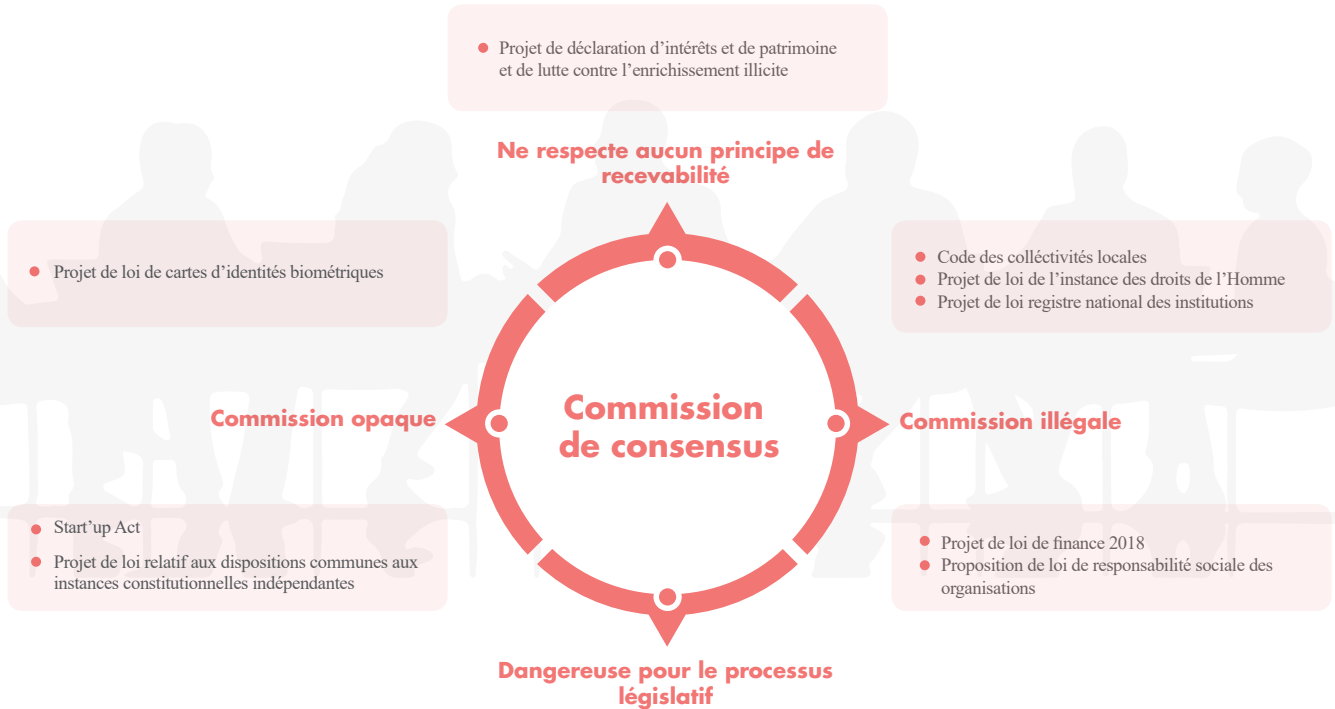 Projet de déclaration d’intérêts et de patrimoine
et de lutte contre l’enrichissement illicite
Ne respecte aucun principe de
recevabilité
Projet de loi de cartes d’identités biométriques
Code des colléctivités locales
Projet de loi de l’instance des droits de l’Homme
Projet de loi registre national des institutions
Commission opaque
Commission
de consensus
Commission illégale
Start’up Act
Projet de loi relatif aux dispositions communes aux
instances constitutionnelles indépendantes
Projet de loi de finance 2018
Proposition de loi de responsabilité sociale des
organisations
Dangereuse pour le processus
législatif